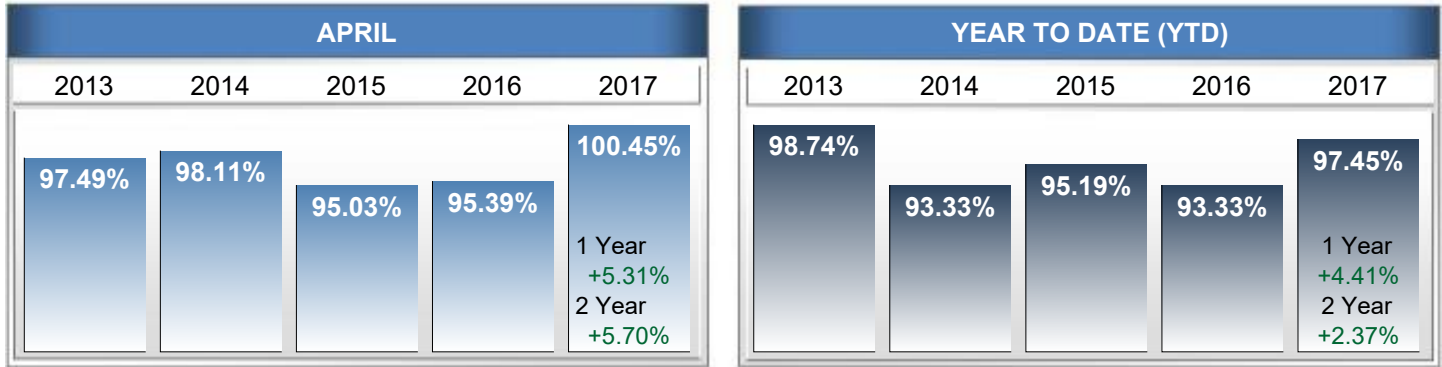 APRIL
2013 2014 2015 2016 2017
97.49% 98.11% 95.03% 95.39% 100.45%
1 Year
+5.31%
2 Year
+5.70%
YEAR TO DATE (YTD)
2013 2014 2015 2016 2017
98.74% 93.33% 95.19% 93.33% 97.45%
1 Year
+4.41%
2 Year
+2.37%